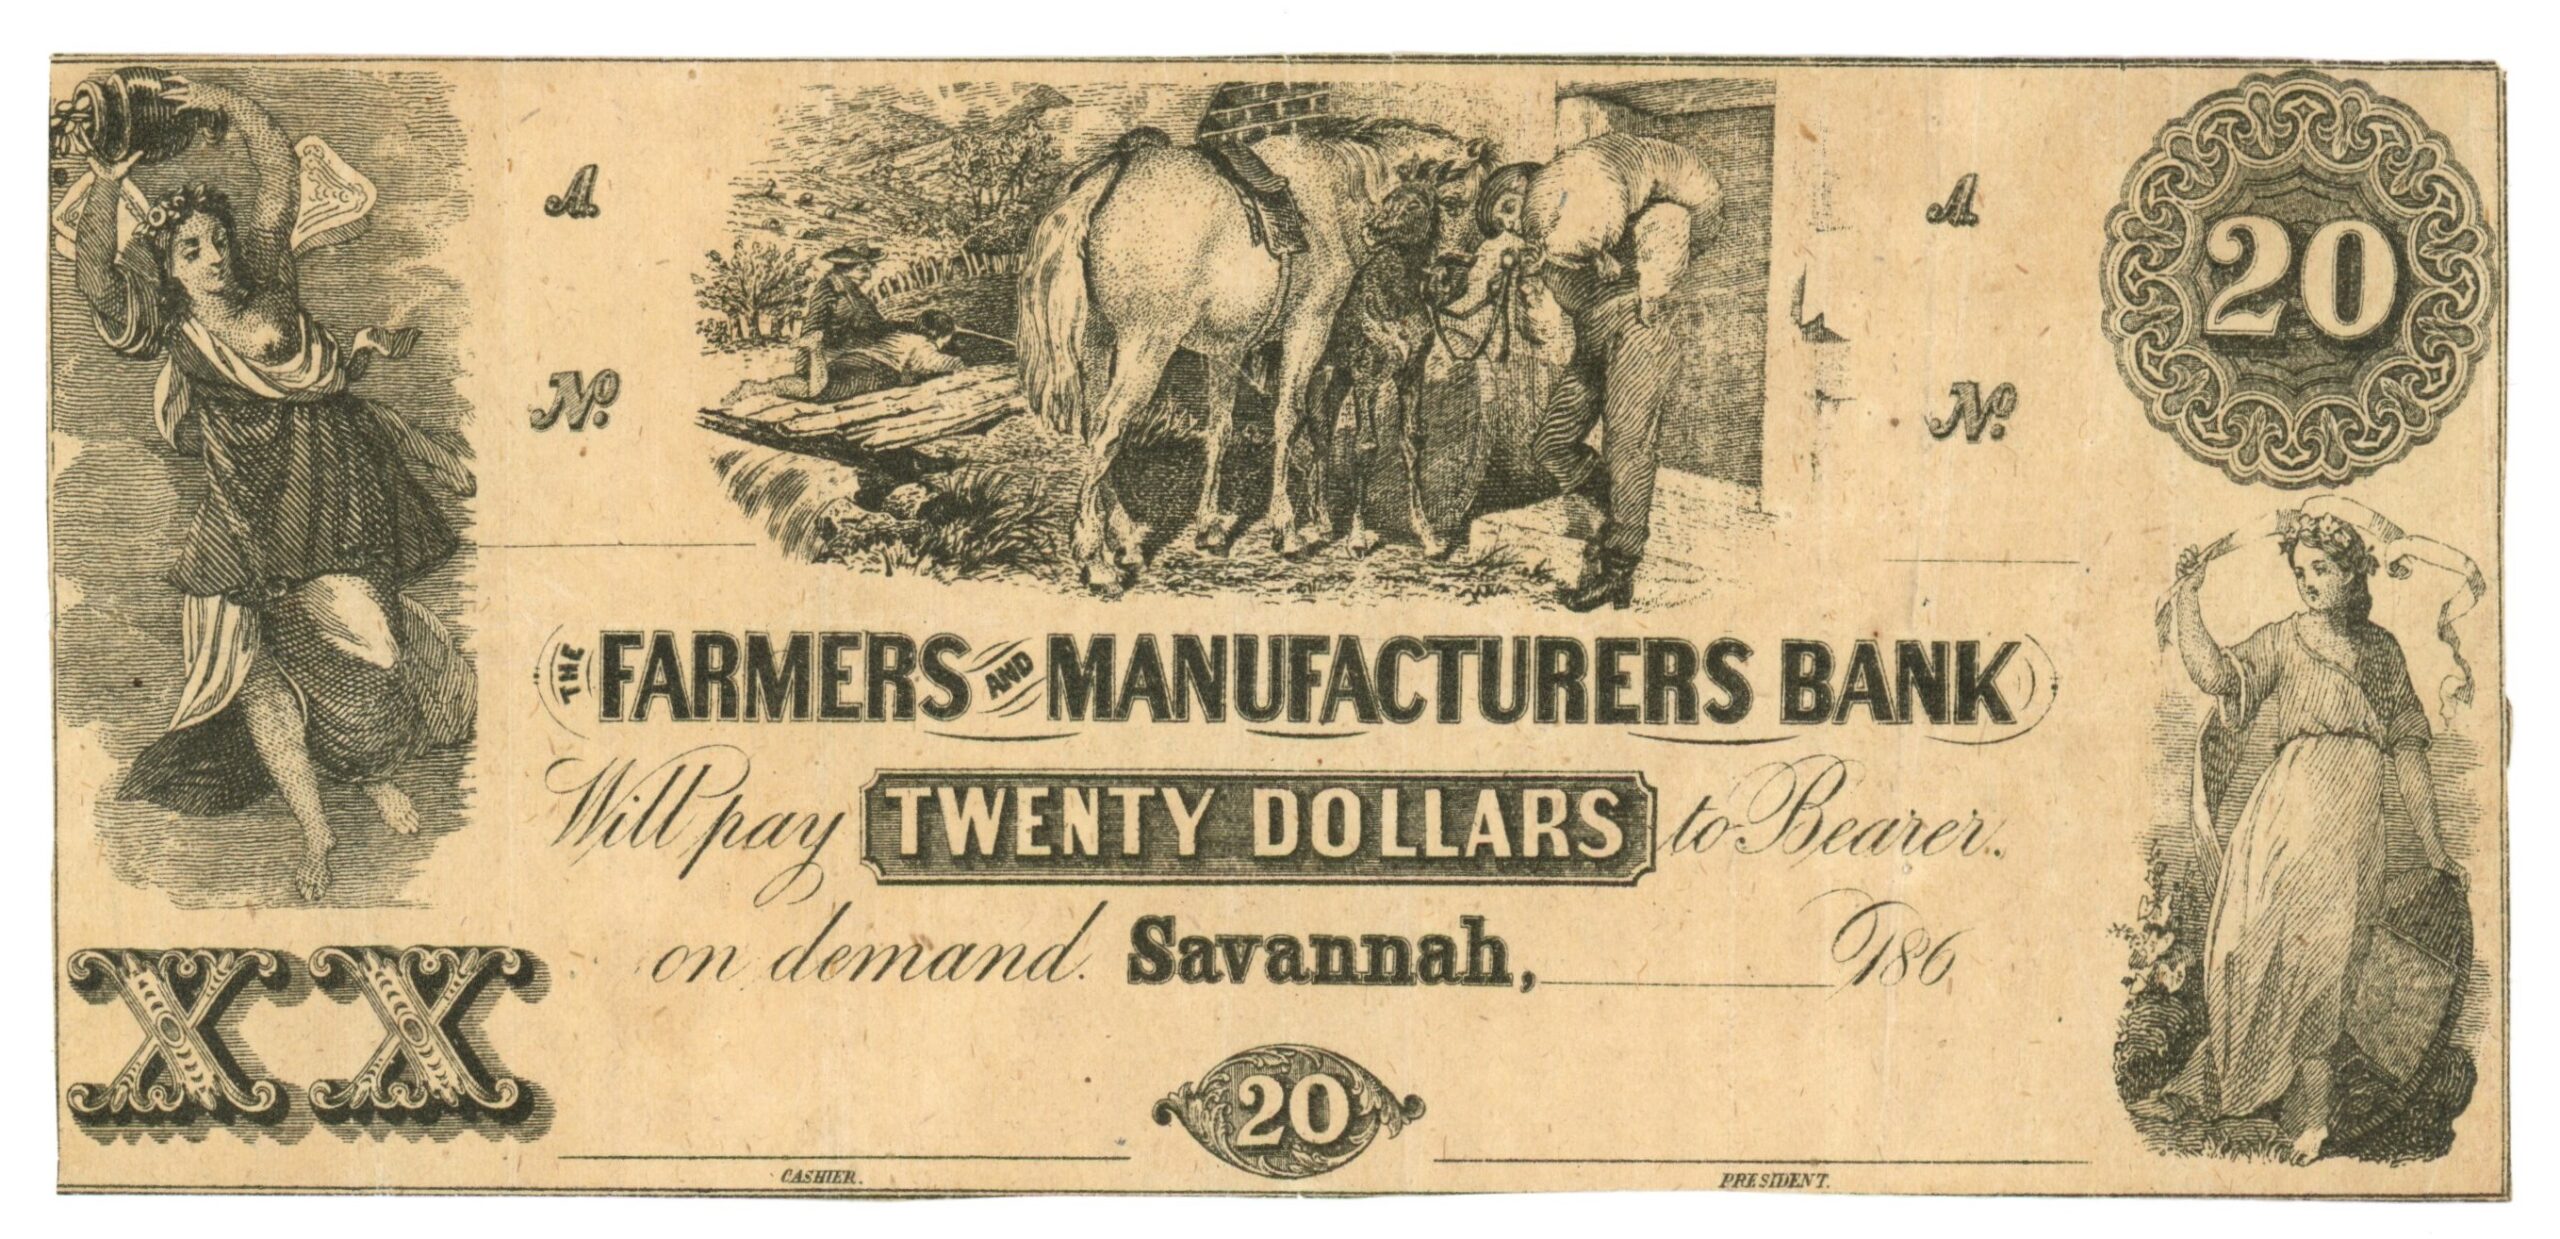 A.
A.
20
No.
No.
THE FARMERS AND MANUFACTURERS BANK
Will pay TWENTY DOLLARS to Bearer.
on demand. Savannah, 186
XX
20
CASHIER.
PRESIDENT.